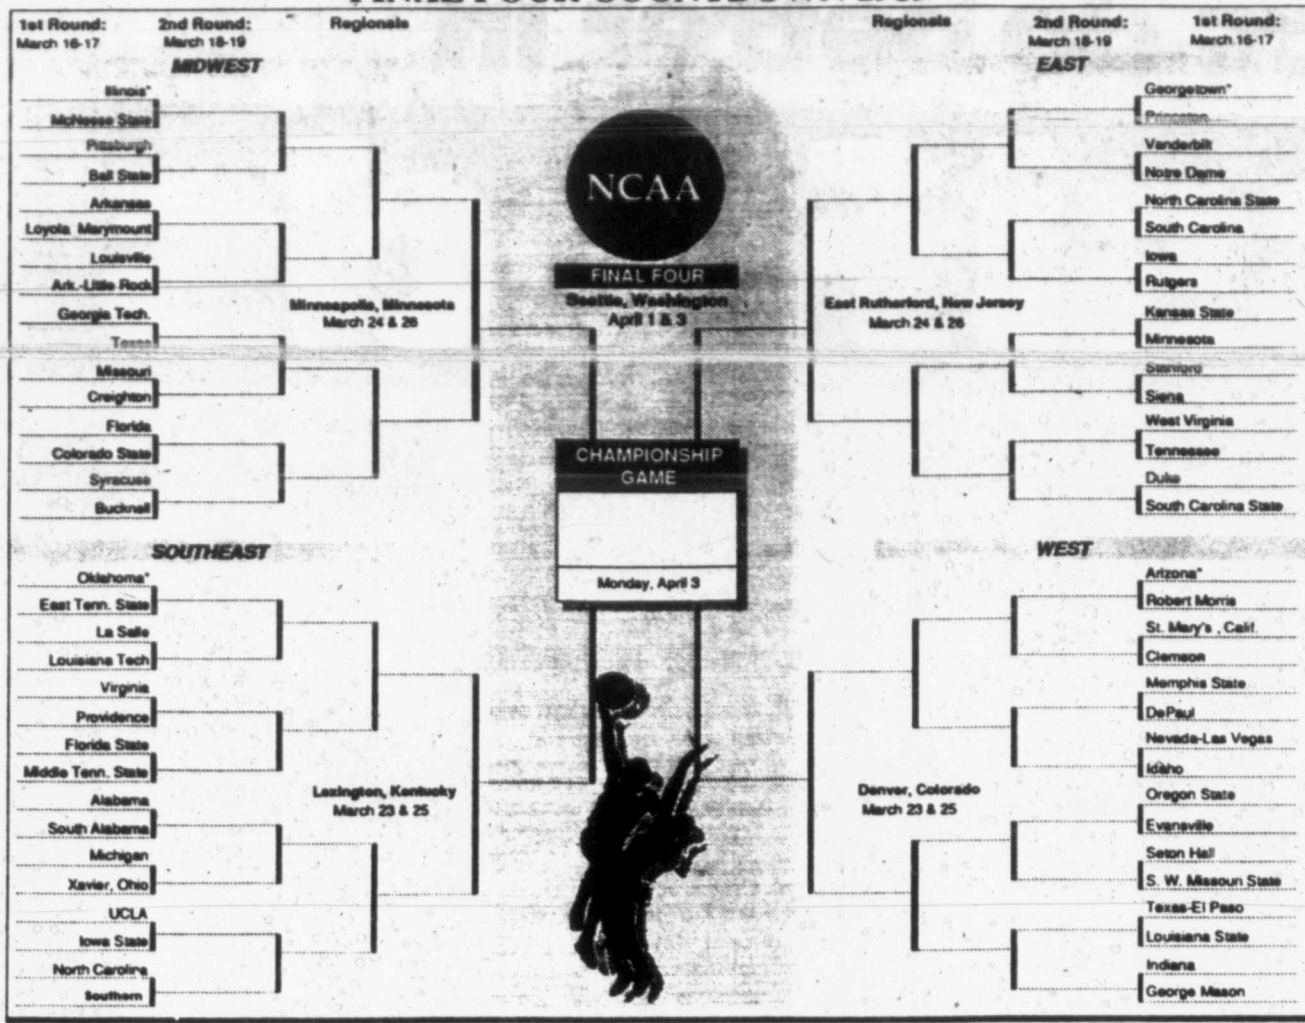 1st Round:
March 16-17
2nd Round:
March 18-19
Regionals
MIDWEST
Illinois*
McNeese State
Pittsburgh
Ball State
Arkansas
Loyola Marymount
Louisville
Ark.-Little Rock
Georgia Tech.
Texas
Missouri
Creighton
Florida
Colorado State
Syracuse
Bucknell
Minneapolis, Minnesota
March 24 & 26
SOUTHEAST
Oklahoma*
East Tenn. State
La Salle
Louisiana Tech
Virginia
Providence
Florida State
Middle Tenn. State
Alabama
South Alabama
Michigan
Xavier, Ohio
UCLA
Iowa State
North Carolina
Southern
Lexington, Kentucky
March 23 & 25
NCAA
FINAL FOUR
Seattle, Washington
April 1 & 3
CHAMPIONSHIP
GAME
Monday, April 3
Regionals
2nd Round:
March 18-19
1st Round:
March 16-17
EAST
Georgetown*
Princeton
Vanderbilt
Notre Dame
North Carolina State
South Carolina
Iowa
Rutgers
Kansas State
Minnesota
Stanford
Siena
West Virginia
Tennessee
Duke
South Carolina State
East Rutherford, New Jersey
March 24 & 26
WEST
Arizona*
Robert Morris
St. Mary's , Calif.
Clemson
Memphis State
DePaul
Nevada-Las Vegas
Idaho
Oregon State
Evansville
Seton Hall
S. W. Missouri State
Texas-El Paso
Louisiana State
Indiana
George Mason
Denver, Colorado
March 23 & 25